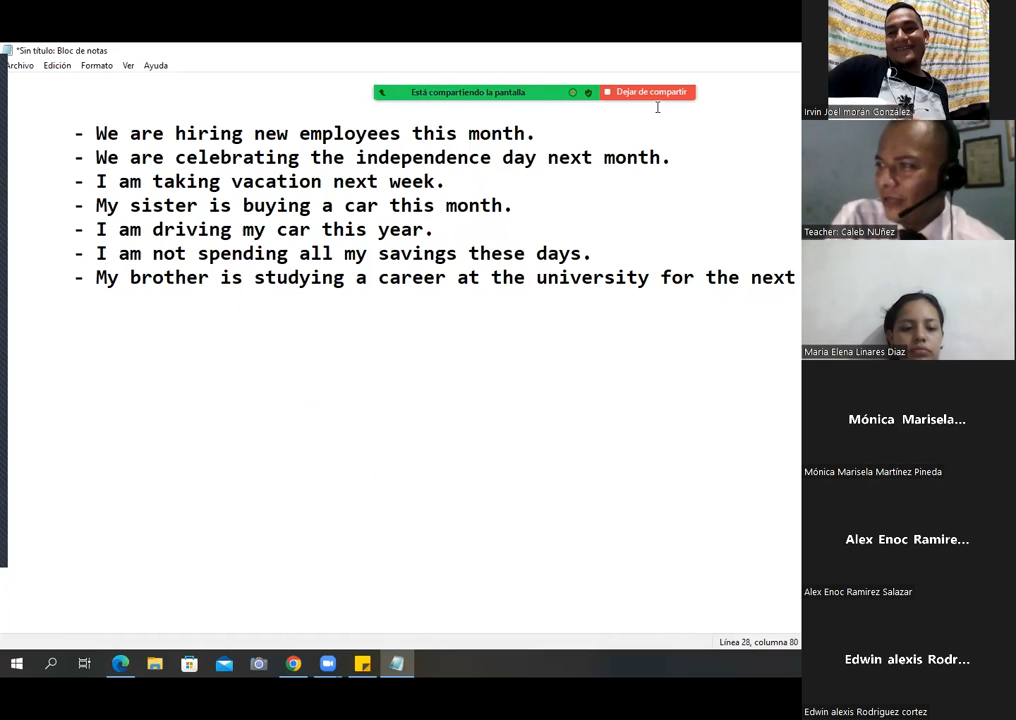 *Sin título: Bloc de notas
Archivo Edición Formato Ver Ayuda
Está compartiendo la pantalla Dejar de compartir
- We are hiring new employees this month.
- We are celebrating the independence day next month.
- I am taking vacation next week.
- My sister is buying a car this month.
- I am driving my car this year.
- I am not spending all my savings these days.
- My brother is studying a career at the university for the next
Línea 28, columna 80
Irvin Joel moran González
Teacher: Caleb NUñez
Maria Elena Linares Diaz
Mónica Marisela...
Mónica Marisela Martínez Pineda
Alex Enoc Ramire...
Alex Enoc Ramirez Salazar
Edwin alexis Rodr...
Edwin alexis Rodriguez cortez